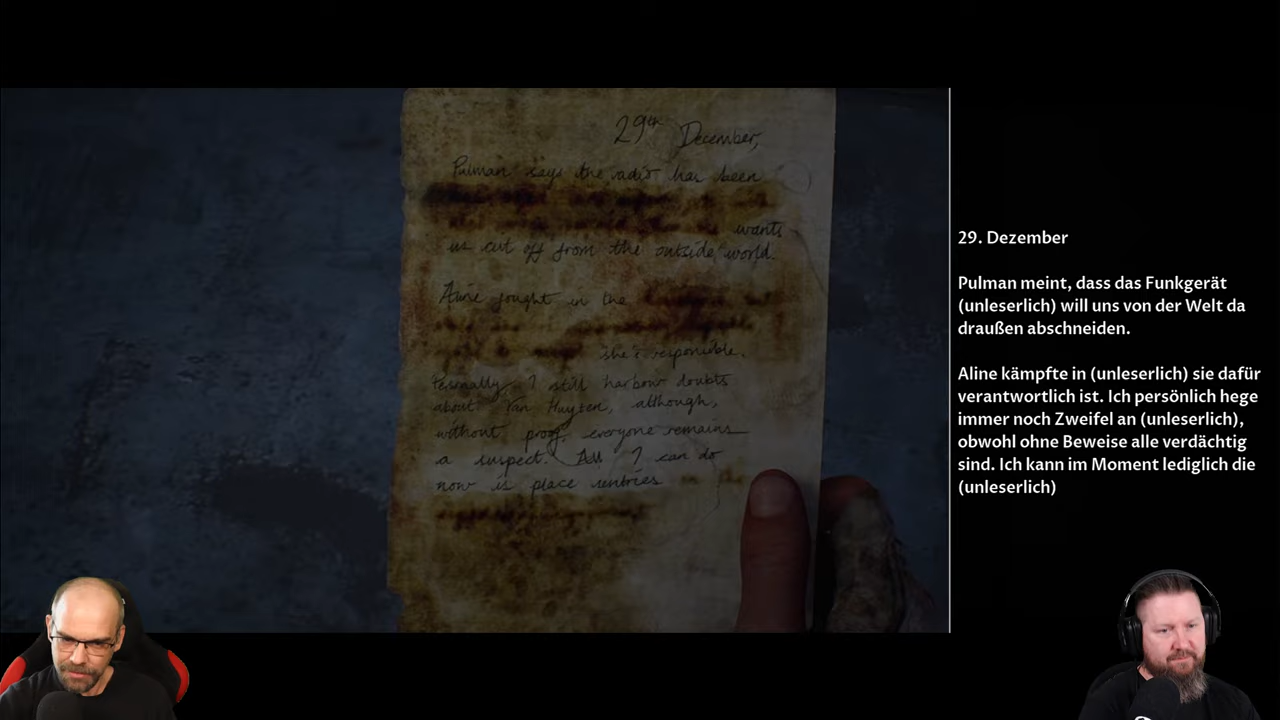 29th December,
Pulman says the radio has been
wants
us cut off from the outside world.
Aline fought in the
she's responsible.
Personally, I still harbour doubts
about Van Huyten, although,
without proof, everyone remains
a suspect. All I can do
now is place sentries
29. Dezember
Pulman meint, dass das Funkgerät
(unleserlich) will uns von der Welt da
draußen abschneiden.
Aline kämpfte in (unleserlich) sie dafür
verantwortlich ist. Ich persönlich hege
immer noch Zweifel an (unleserlich),
obwohl ohne Beweise alle verdächtig
sind. Ich kann im Moment lediglich die
(unleserlich)